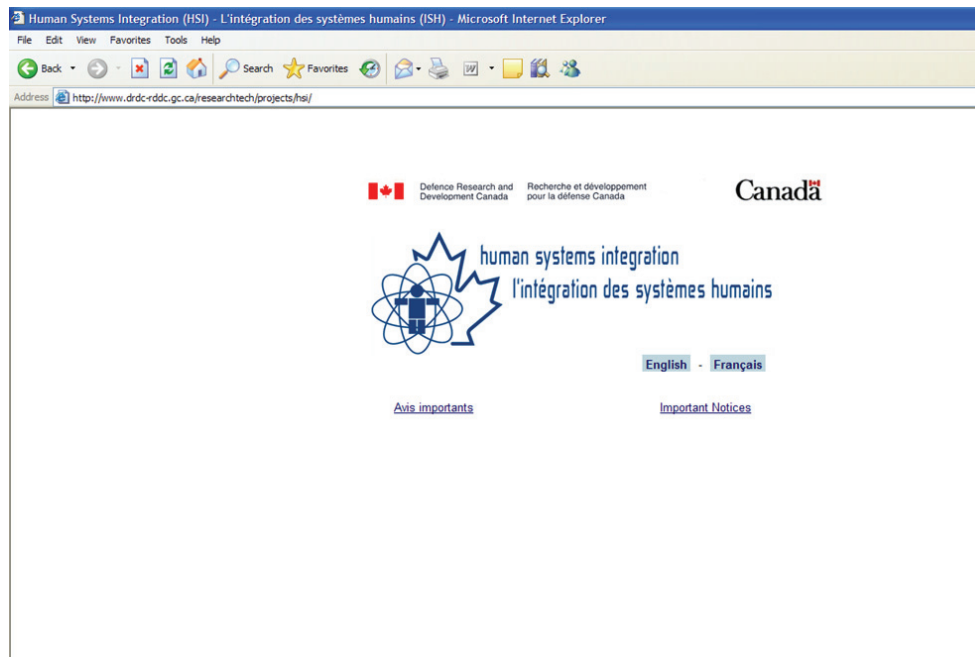 Human Systems Integration (HSI) - L'intégration des systèmes humains (ISH) - Microsoft Internet Explorer
File Edit View Favorites Tools Help
Back Search Favorites
Address http://www.drdc-rddc.gc.ca/researchtech/projects/hsi/
Defence Research and Recherche et développement
Development Canada pour la défense Canada
Canada
human systems integration
l'intégration des systèmes humains
English - Français
Avis importants Important Notices